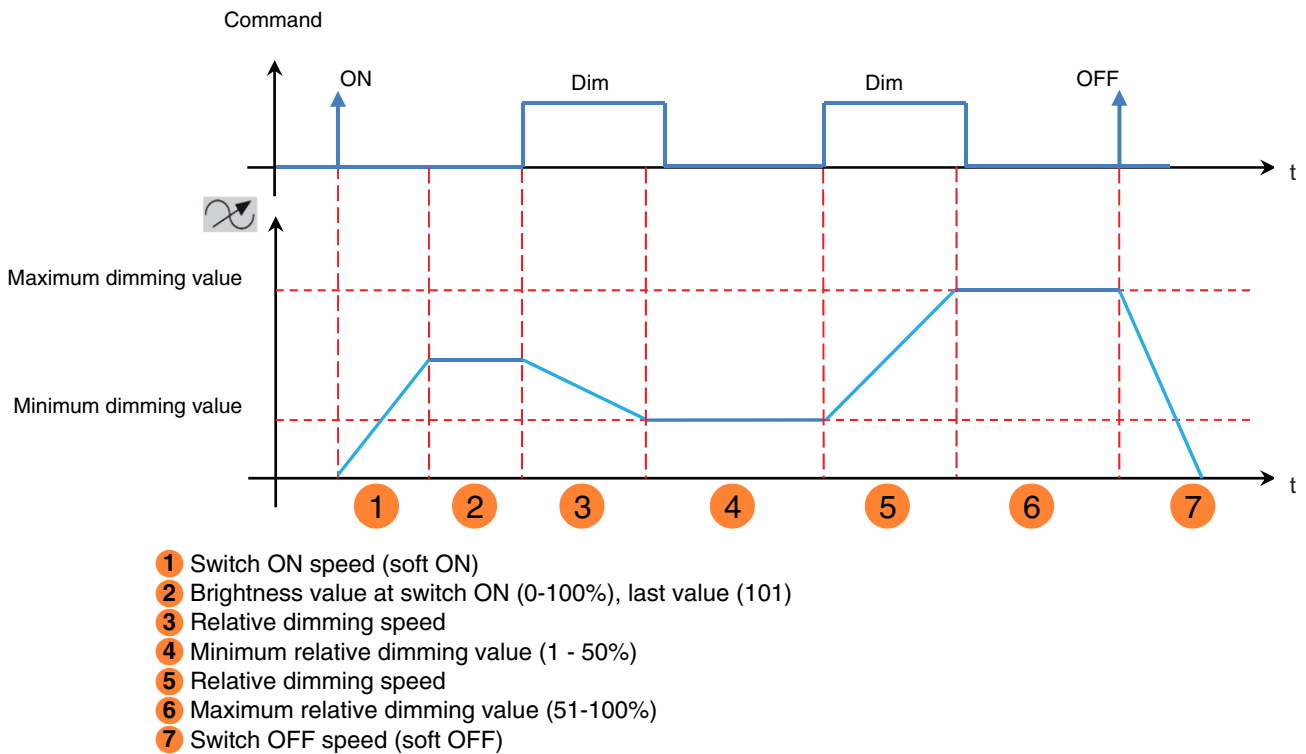 Command
ON
Dim
Dim
OFF
t
Maximum dimming value
Minimum dimming value
t
1 2 3 4 5 6 7
1 Switch ON speed (soft ON)
2 Brightness value at switch ON (0-100%), last value (101)
3 Relative dimming speed
4 Minimum relative dimming value (1 - 50%)
5 Relative dimming speed
6 Maximum relative dimming value (51-100%)
7 Switch OFF speed (soft OFF)